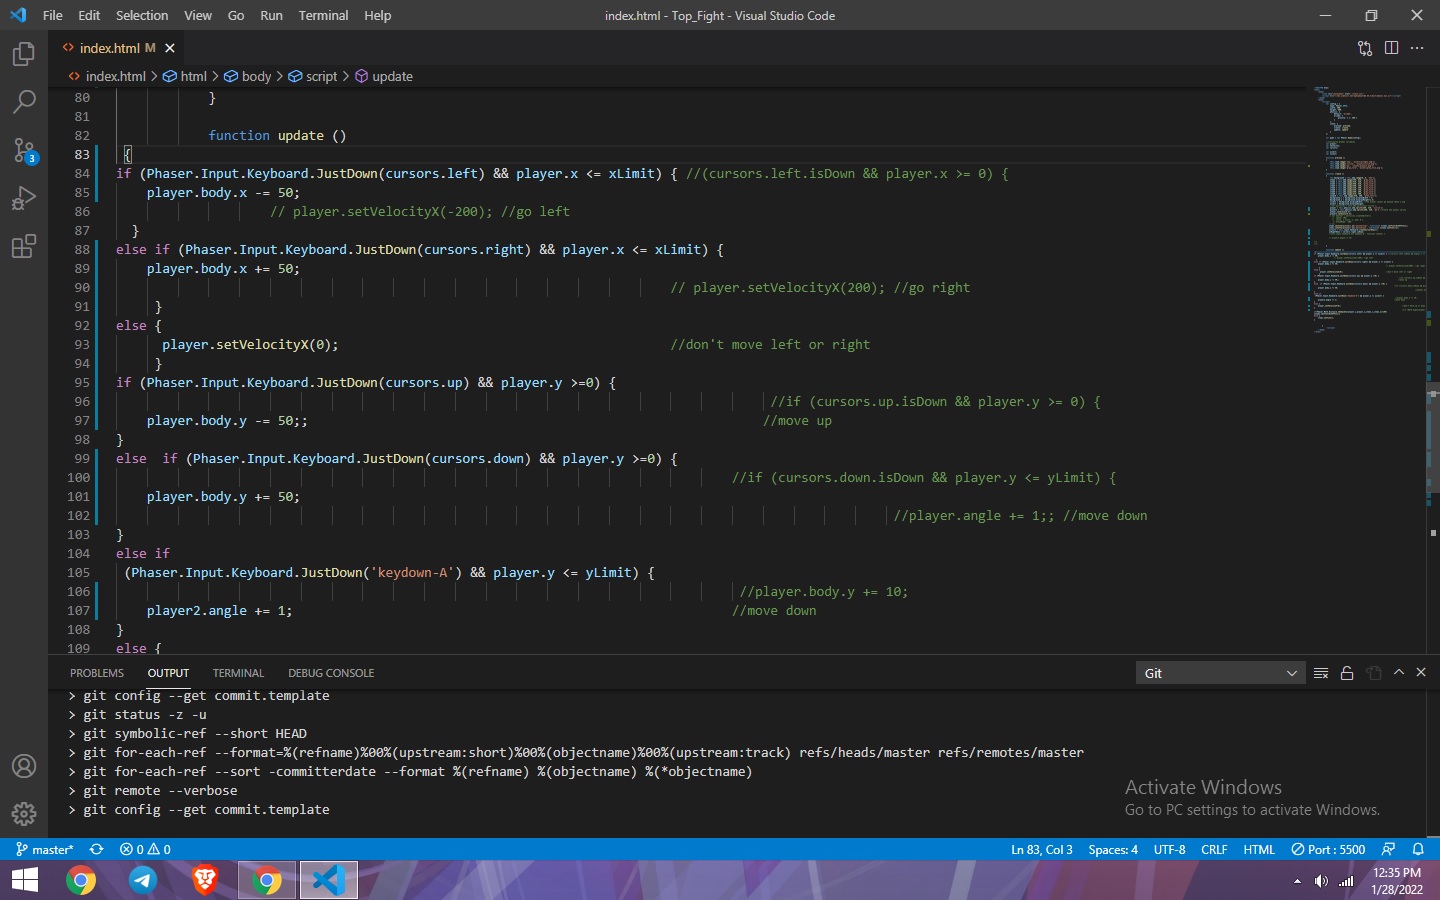 File Edit Selection View Go Run Terminal Help
index.html - Top_Fight - Visual Studio Code
index.html M
index.html > html > body > script > update
80 }
81
82 function update ()
83 {
84 if (Phaser.Input.Keyboard.JustDown(cursors.left) && player.x <= xLimit) { //(cursors.left.isDown && player.x >= 0) {
85 player.body.x -= 50;
86 // player.setVelocityX(-200); //go left
87 }
88 else if (Phaser.Input.Keyboard.JustDown(cursors.right) && player.x <= xLimit) {
89 player.body.x += 50;
90 // player.setVelocityX(200); //go right
91 }
92 else {
93 player.setVelocityX(0); //don't move left or right
94 }
95 if (Phaser.Input.Keyboard.JustDown(cursors.up) && player.y >=0) {
96 //if (cursors.up.isDown && player.y >= 0) {
97 player.body.y -= 50;; //move up
98 }
99 else if (Phaser.Input.Keyboard.JustDown(cursors.down) && player.y >=0) {
100 //if (cursors.down.isDown && player.y <= yLimit) {
101 player.body.y += 50;
102 //player.angle += 1;; //move down
103 }
104 else if
105 (Phaser.Input.Keyboard.JustDown('keydown-A') && player.y <= yLimit) {
106 //player.body.y += 10;
107 player2.angle += 1; //move down
108 }
109 else {
3
PROBLEMS OUTPUT TERMINAL DEBUG CONSOLE Git
> git config --get commit.template
> git status -z -u
> git symbolic-ref --short HEAD
> git for-each-ref --format=%(refname)%00%(upstream:short)%00%(objectname)%00%(upstream:track) refs/heads/master refs/remotes/master
> git for-each-ref --sort -committerdate --format %(refname) %(objectname) %(*objectname)
> git remote --verbose
> git config --get commit.template
Activate Windows
Go to PC settings to activate Windows.
master* 0 0 Ln 83, Col 3 Spaces: 4 UTF-8 CRLF HTML Port : 5500
12:35 PM
1/28/2022